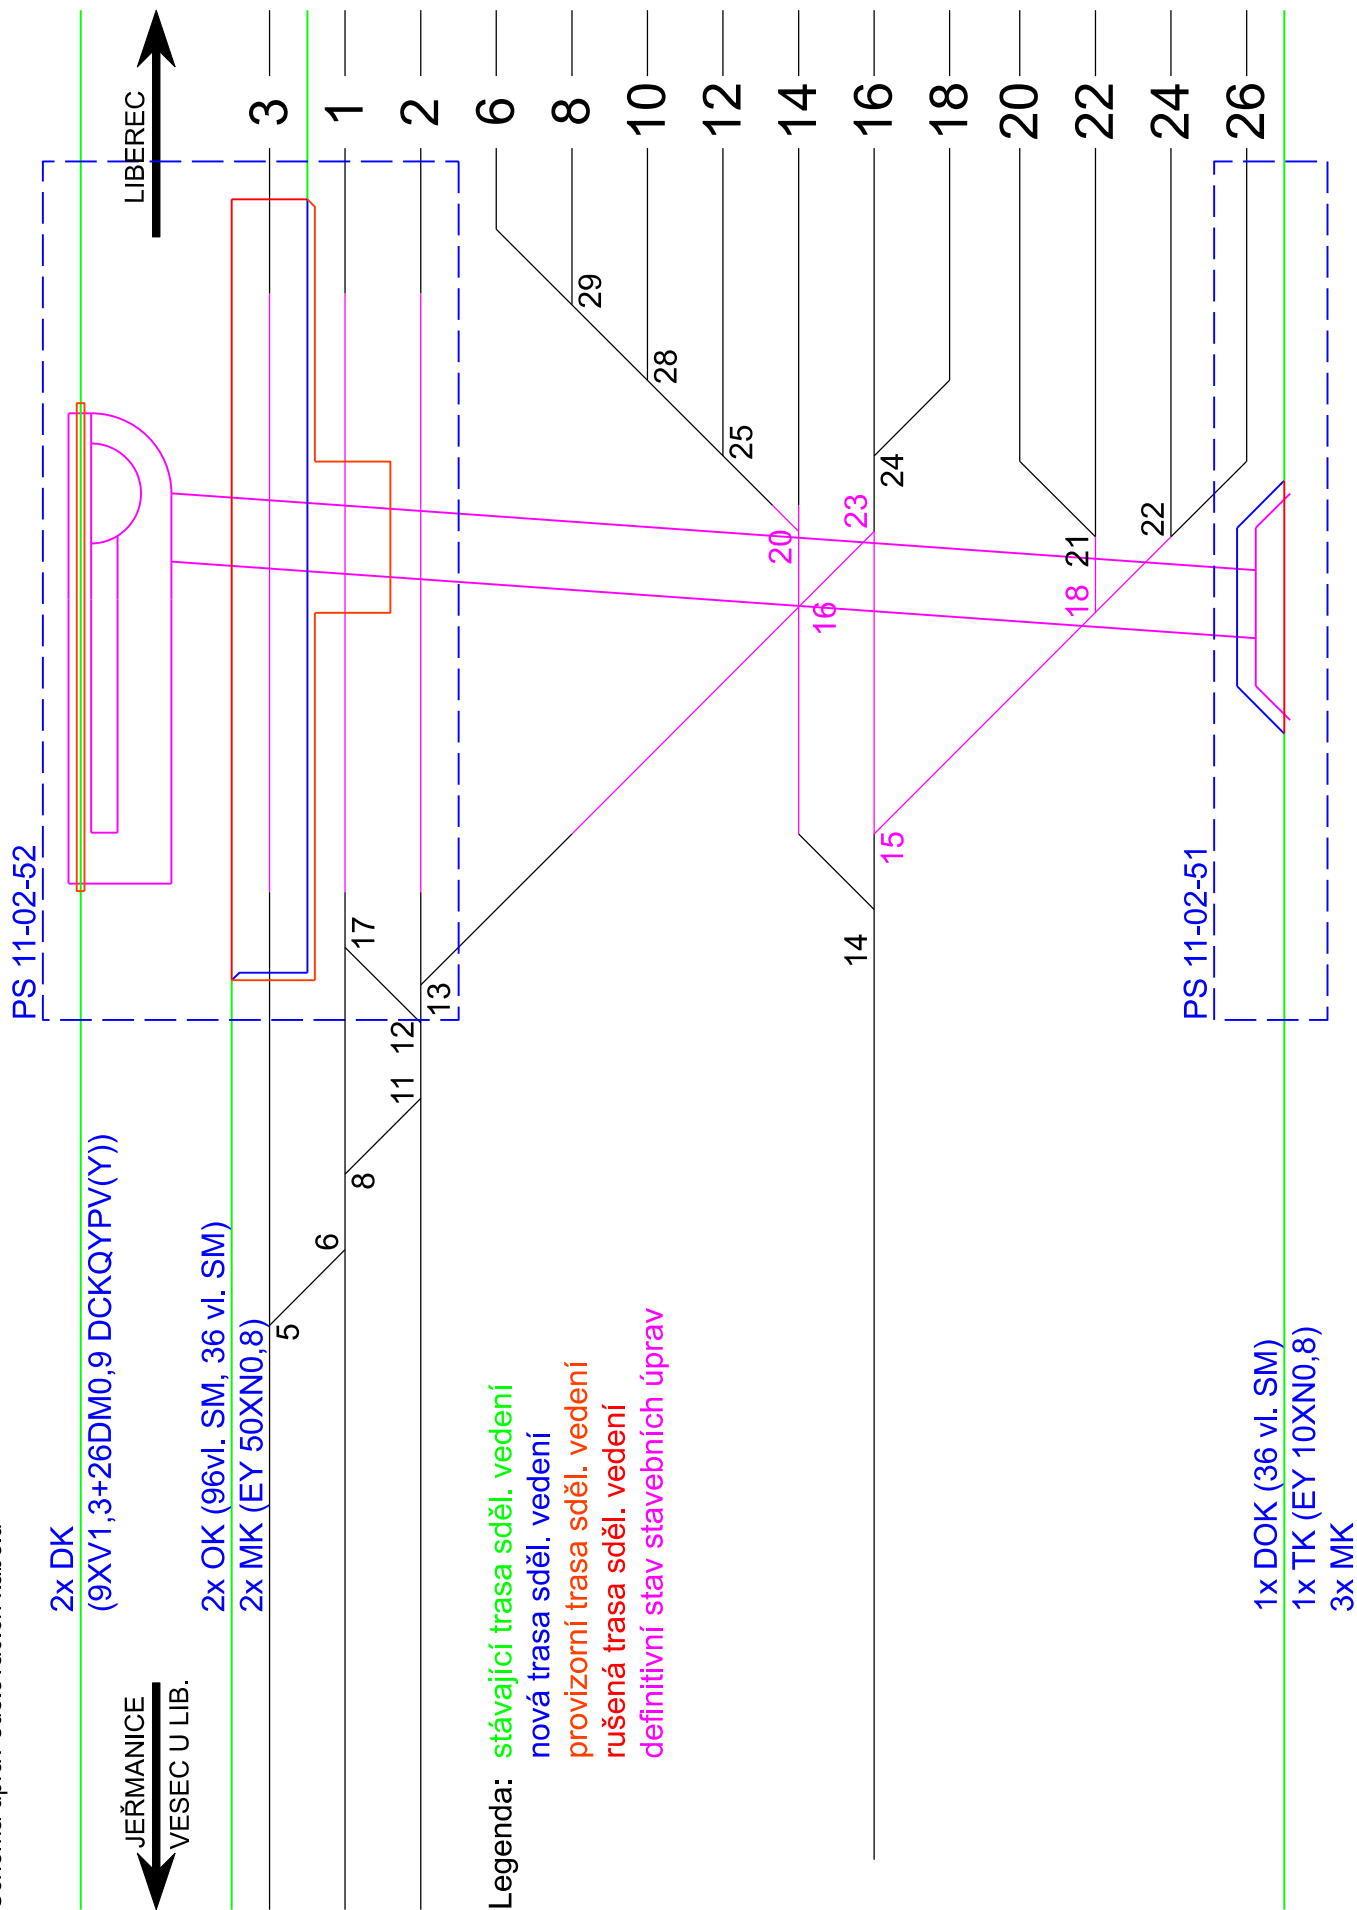 PS 11-02-52
2x DK
(9XV1,3+26DM0,9 DCKQYPV(Y))
JEŘMANICE
VESEC U LIB.
LIBEREC
2x OK (96vl. SM, 36 vl. SM)
2x MK (EY 50XN0,8)
3
1
2
6
8
10
12
14
16
18
20
22
24
26
5
6
8
11
12
13
17
29
28
25
20
16
23
24
14
15
21
18
22
Legenda:
stávající trasa sděl. vedení
nová trasa sděl. vedení
provizorní trasa sděl. vedení
rušená trasa sděl. vedení
definitivní stav stavebních úprav
PS 11-02-51
1x DOK (36 vl. SM)
1x TK (EY 10XN0,8)
3x MK